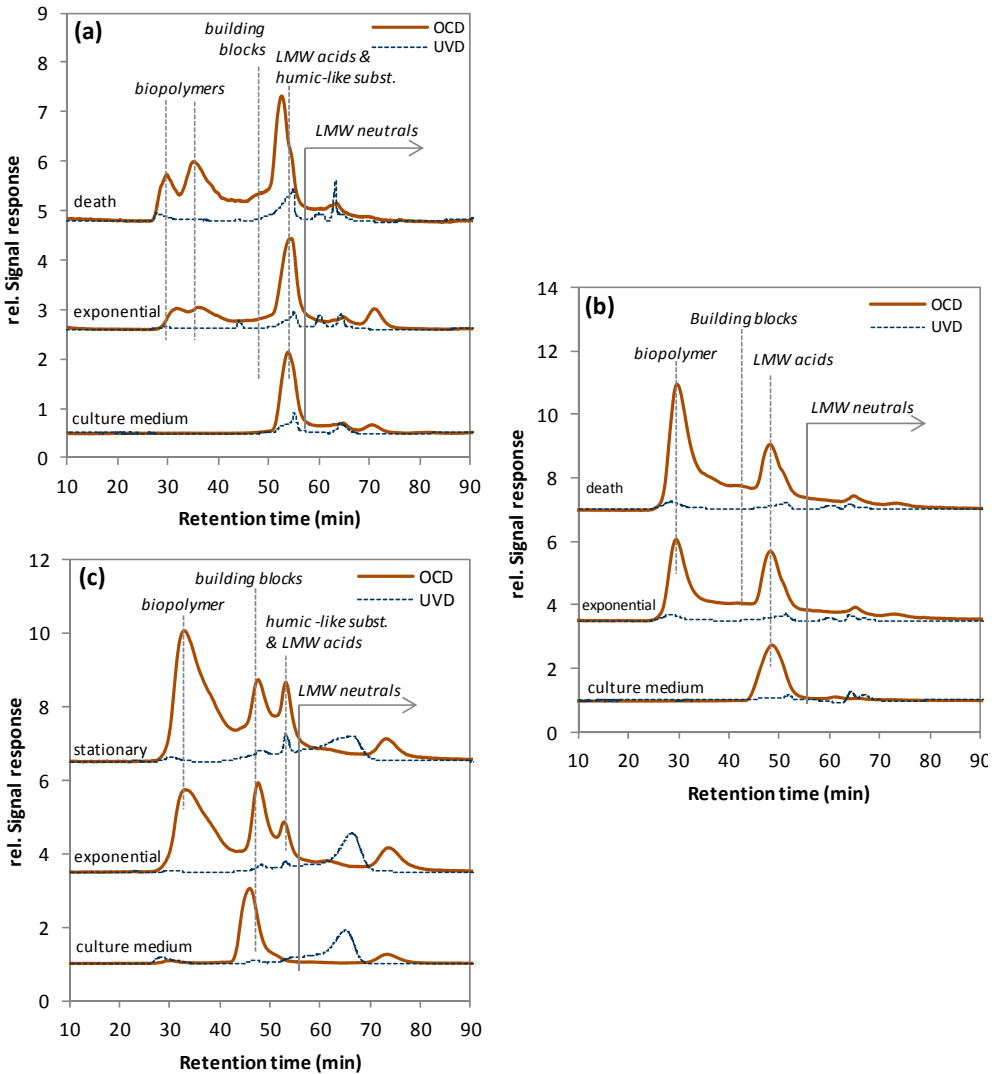 (a)
OCD
UVD
building
blocks
LMW acids &
humic-like subst.
biopolymers
LMW neutrals
death
exponential
culture medium
rel. Signal response
9
8
7
6
5
4
3
2
1
0
10 20 30 40 50 60 70 80 90
Retention time (min)
(b)
OCD
UVD
Building blocks
biopolymer
LMW acids
LMW neutrals
death
exponential
culture medium
rel. Signal response
14
12
10
8
6
4
2
0
10 20 30 40 50 60 70 80 90
Retention time (min)
(c)
OCD
UVD
building blocks
biopolymer
humic -like subst.
& LMW acids
LMW neutrals
stationary
exponential
culture medium
rel. Signal response
12
10
8
6
4
2
0
10 20 30 40 50 60 70 80 90
Retention time (min)